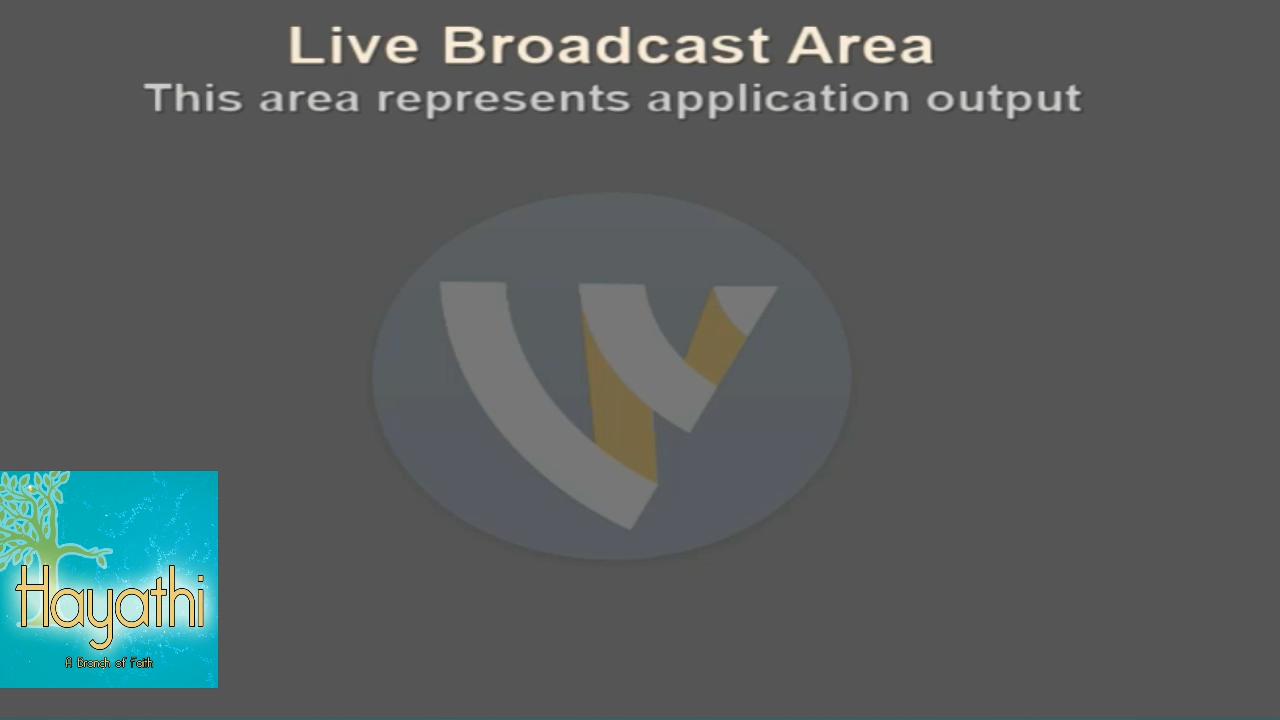 Live Broadcast Area
This area represents application output
Hayathi
A Branch of Faith